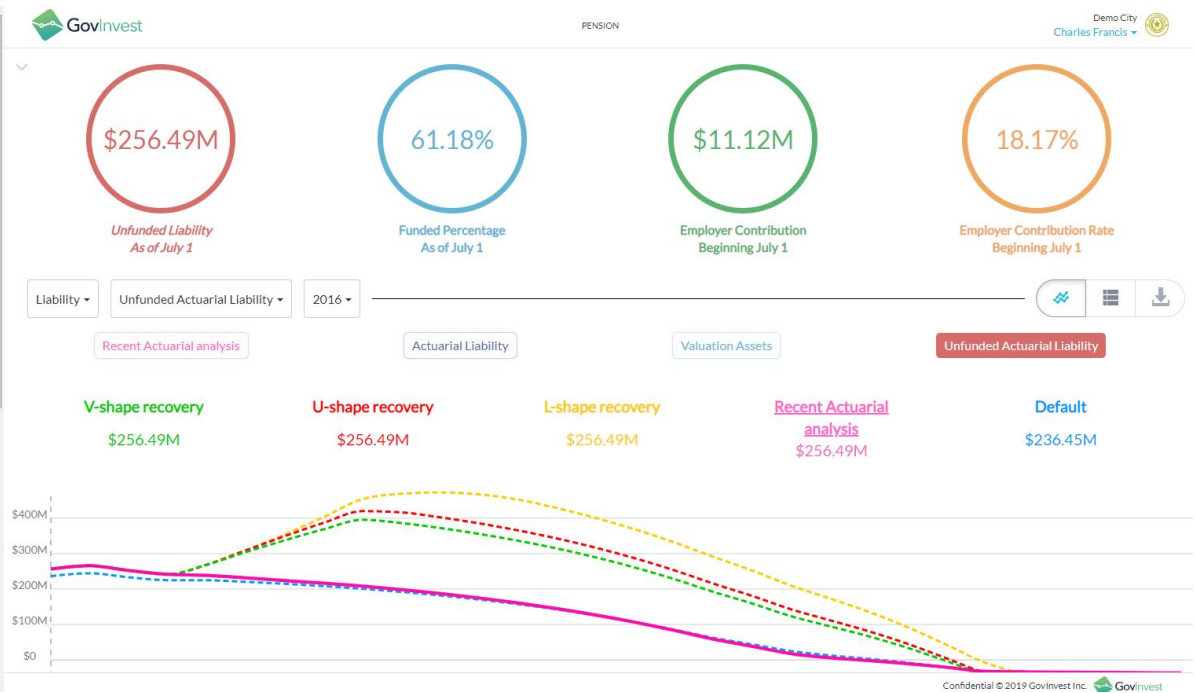 GovInvest
PENSION
Demo City
Charles Francis
$256.49M
61.18%
$11.12M
18.17%
Unfunded Liability
As of July 1
Funded Percentage
As of July 1
Employer Contribution
Beginning July 1
Employer Contribution Rate
Beginning July 1
Liability
Unfunded Actuarial Liability
2016
Recent Actuarial analysis
Actuarial Liability
Valuation Assets
Unfunded Actuarial Liability
V-shape recovery
$256.49M
U-shape recovery
$256.49M
L-shape recovery
$256.49M
Recent Actuarial
analysis
$256.49M
Default
$236.45M
$400M
$300M
$200M
$100M
$0
Confidential © 2019 GovInvest Inc.
GovInvest